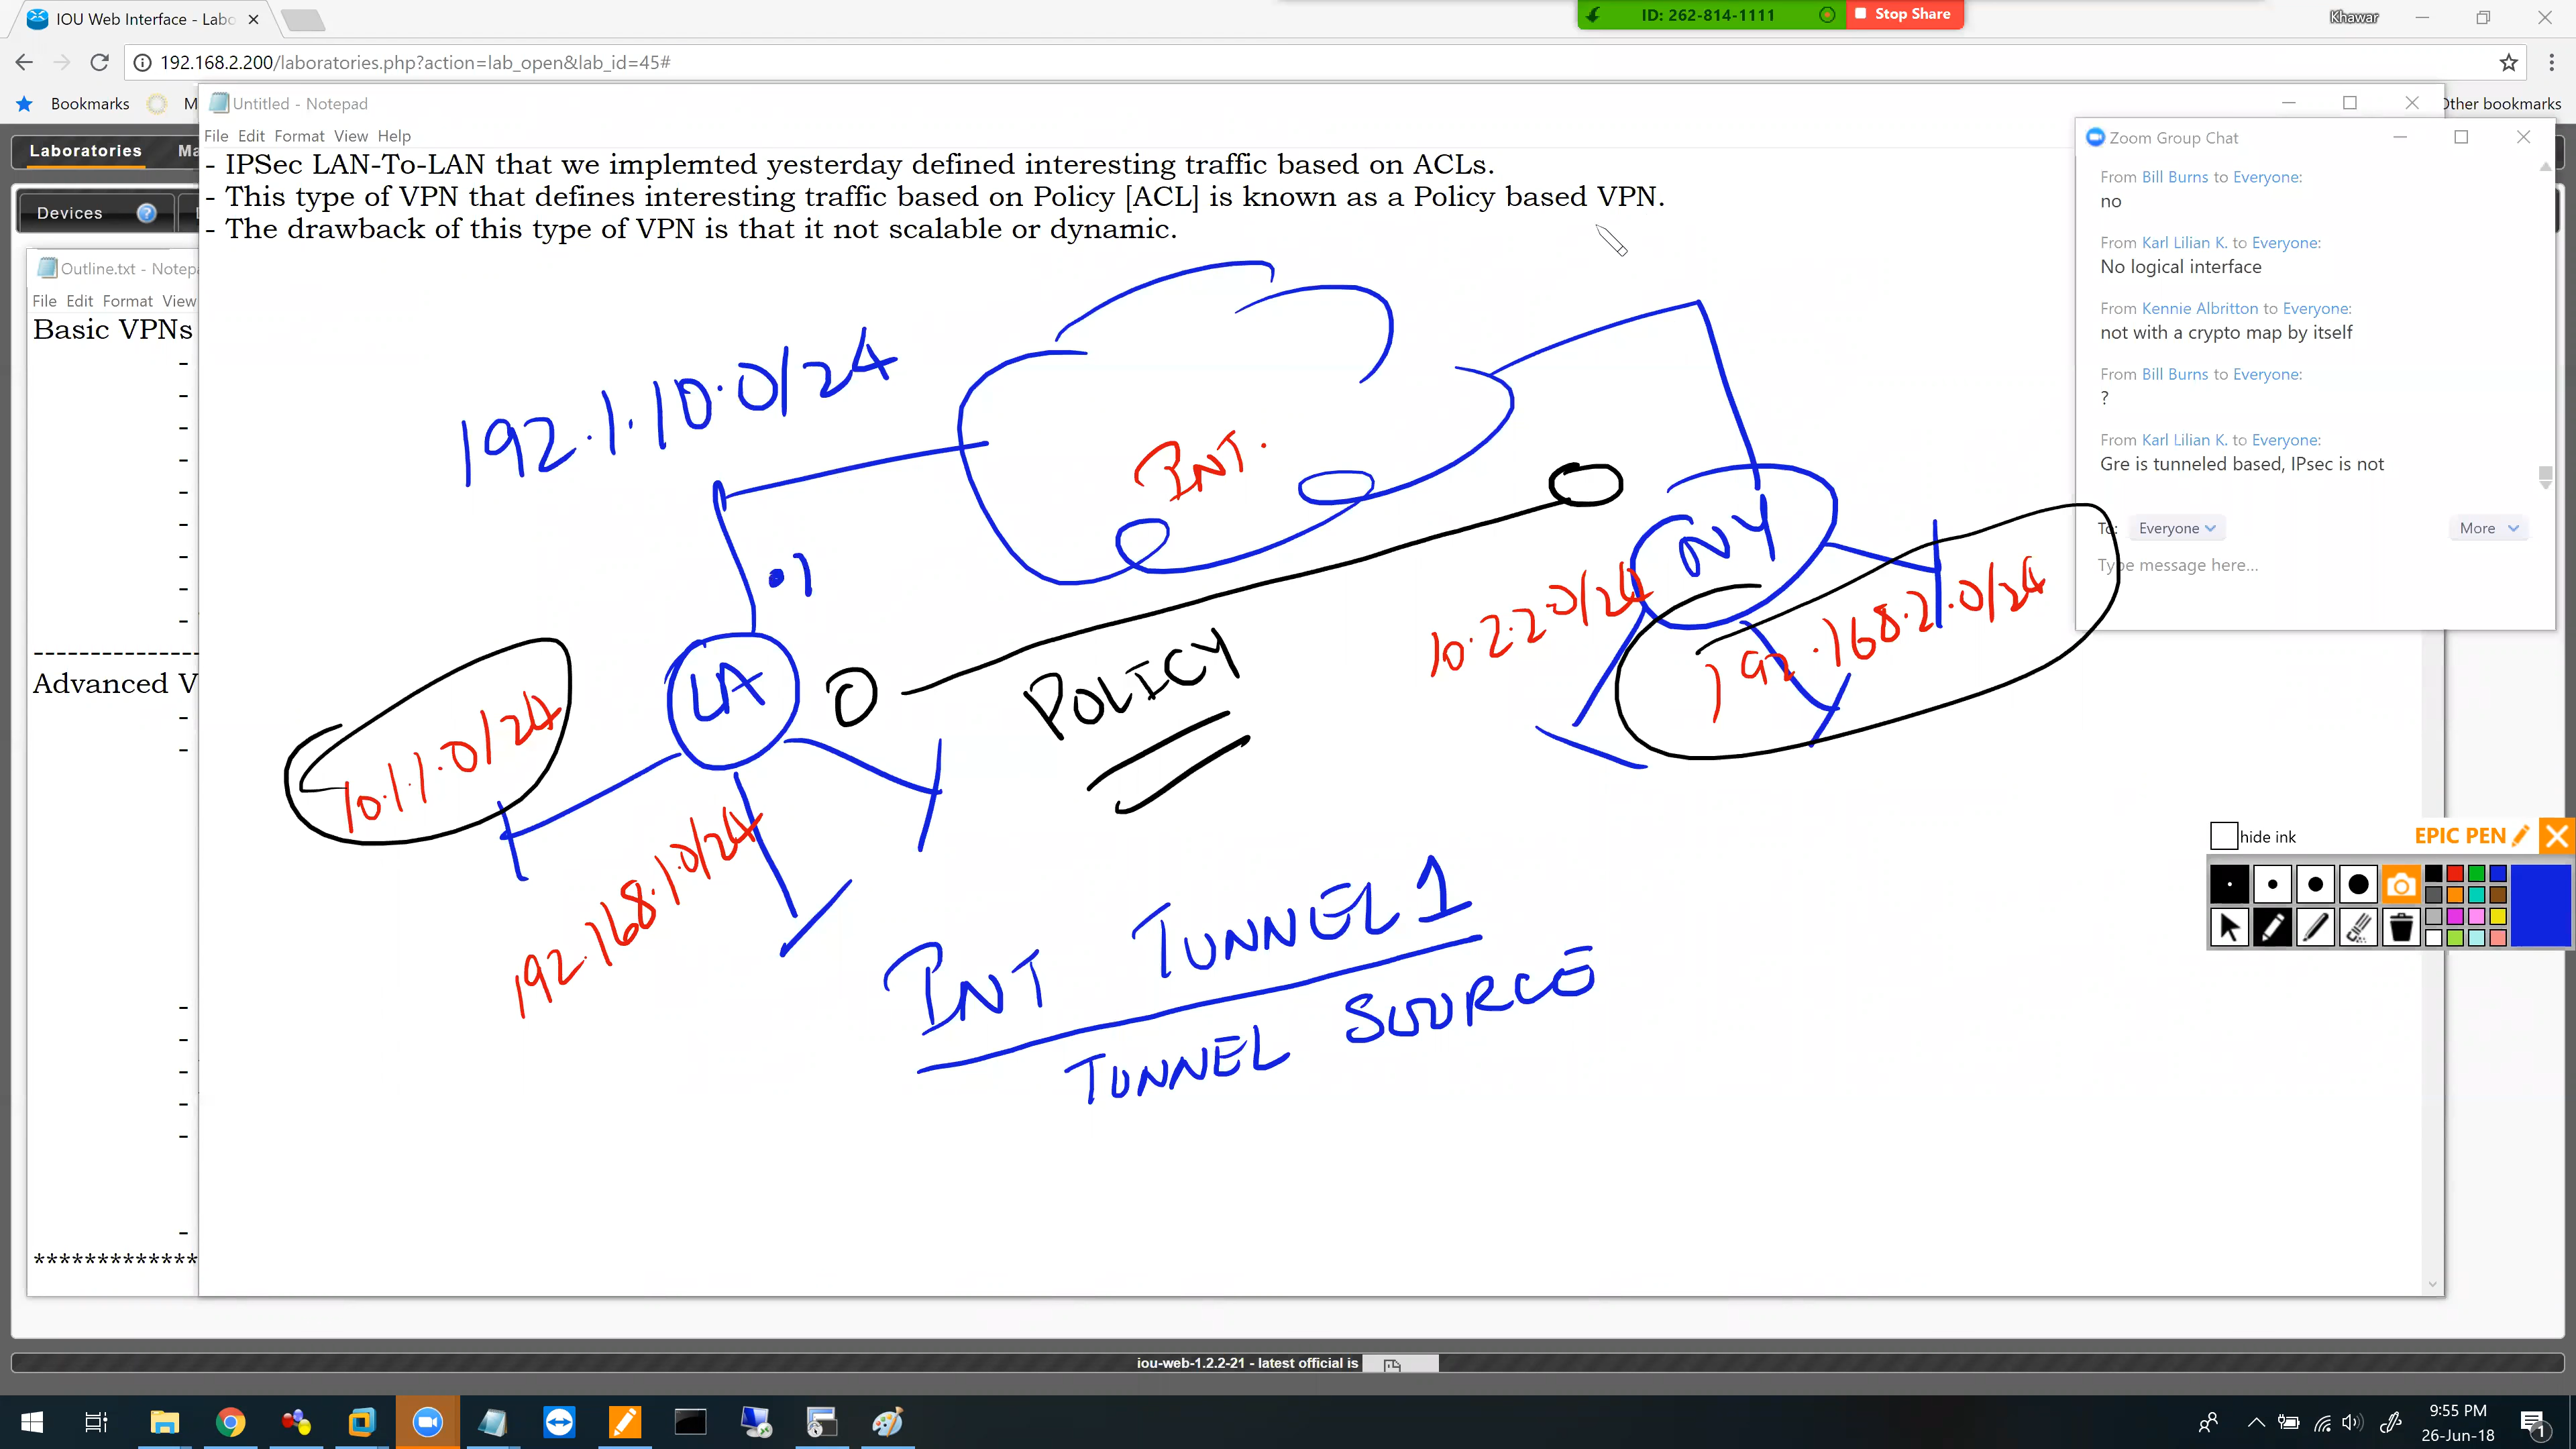 IOU Web Interface - Labo
ID: 262-814-1111
Stop Share
Khawar
192.168.2.200/laboratories.php?action=lab_open&lab_id=45#
Bookmarks
M
Other bookmarks
Untitled - Notepad
File Edit Format View Help
Laboratories
Ma
Devices
- IPSec LAN-To-LAN that we implemted yesterday defined interesting traffic based on ACLs.
- This type of VPN that defines interesting traffic based on Policy [ACL] is known as a Policy based VPN.
- The drawback of this type of VPN is that it not scalable or dynamic.
Outline.txt - Notepa
File Edit Format View
Basic VPNs
-
-
-
-
-
-
-
-
-
Advanced V
-
-
-
-
-
-
-
-
*************
192.1.10.0/24
INT.
.1
LA
NY
10.1.1.0/24
192.168.1.0/24
10.2.2.0/24
192.168.2.0/24
POLICY
INT TUNNEL 1
TUNNEL SOURCE
Zoom Group Chat
From Bill Burns to Everyone:
no
From Karl Lilian K. to Everyone:
No logical interface
From Kennie Albritton to Everyone:
not with a crypto map by itself
From Bill Burns to Everyone:
?
From Karl Lilian K. to Everyone:
Gre is tunneled based, IPsec is not
To: Everyone
More
Type message here...
hide ink
EPIC PEN
iou-web-1.2.2-21 - latest official is
9:55 PM
26-Jun-18
1